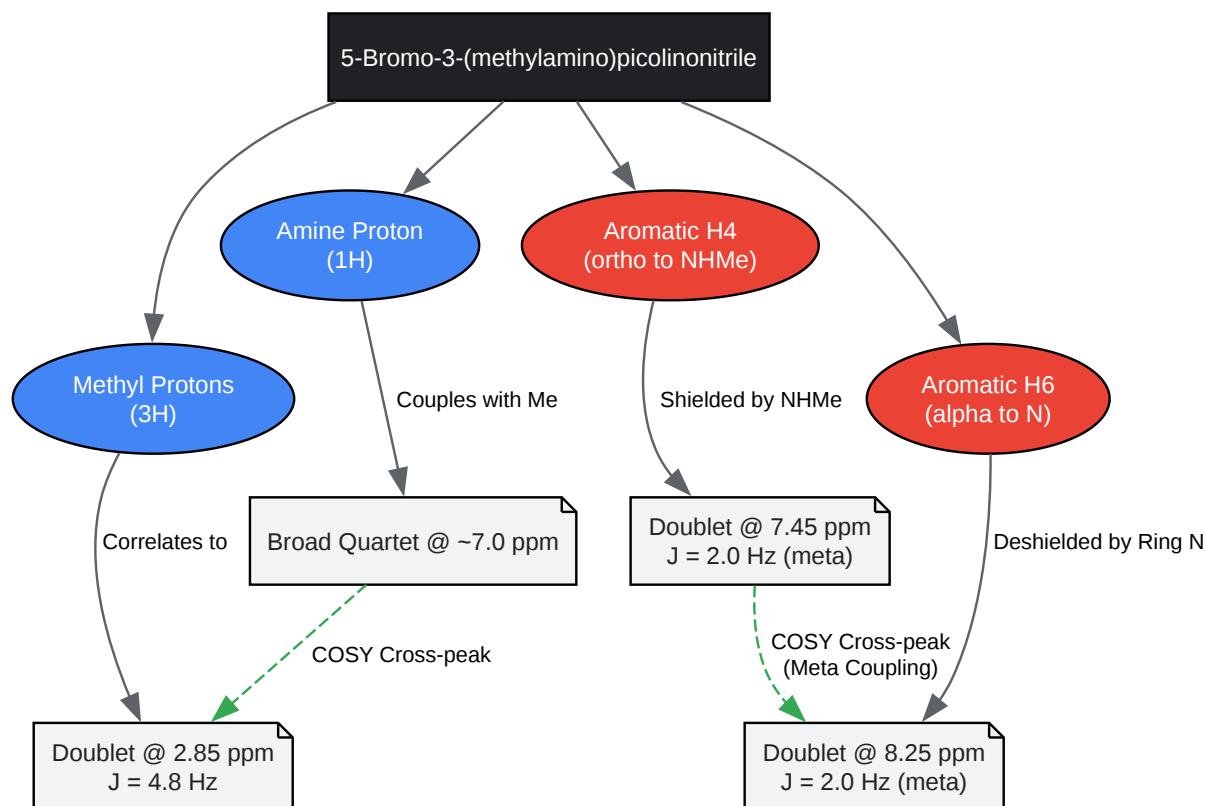 5-Bromo-3-(methylamino)picolinonitrile
Amine Proton
(1H)
Aromatic H4
(ortho to NHMe)
Methyl Protons
(3H)
Couples with Me
Shielded by NHMe
Aromatic H6
(alpha to N)
Correlates to
Broad Quartet @ ~7.0 ppm
Doublet @ 7.45 ppm
J = 2.0 Hz (meta)
Deshielded by Ring N
COSY Cross-peak
COSY Cross-peak
(Meta Coupling)
Doublet @ 2.85 ppm
J = 4.8 Hz
Doublet @ 8.25 ppm
J = 2.0 Hz (meta)